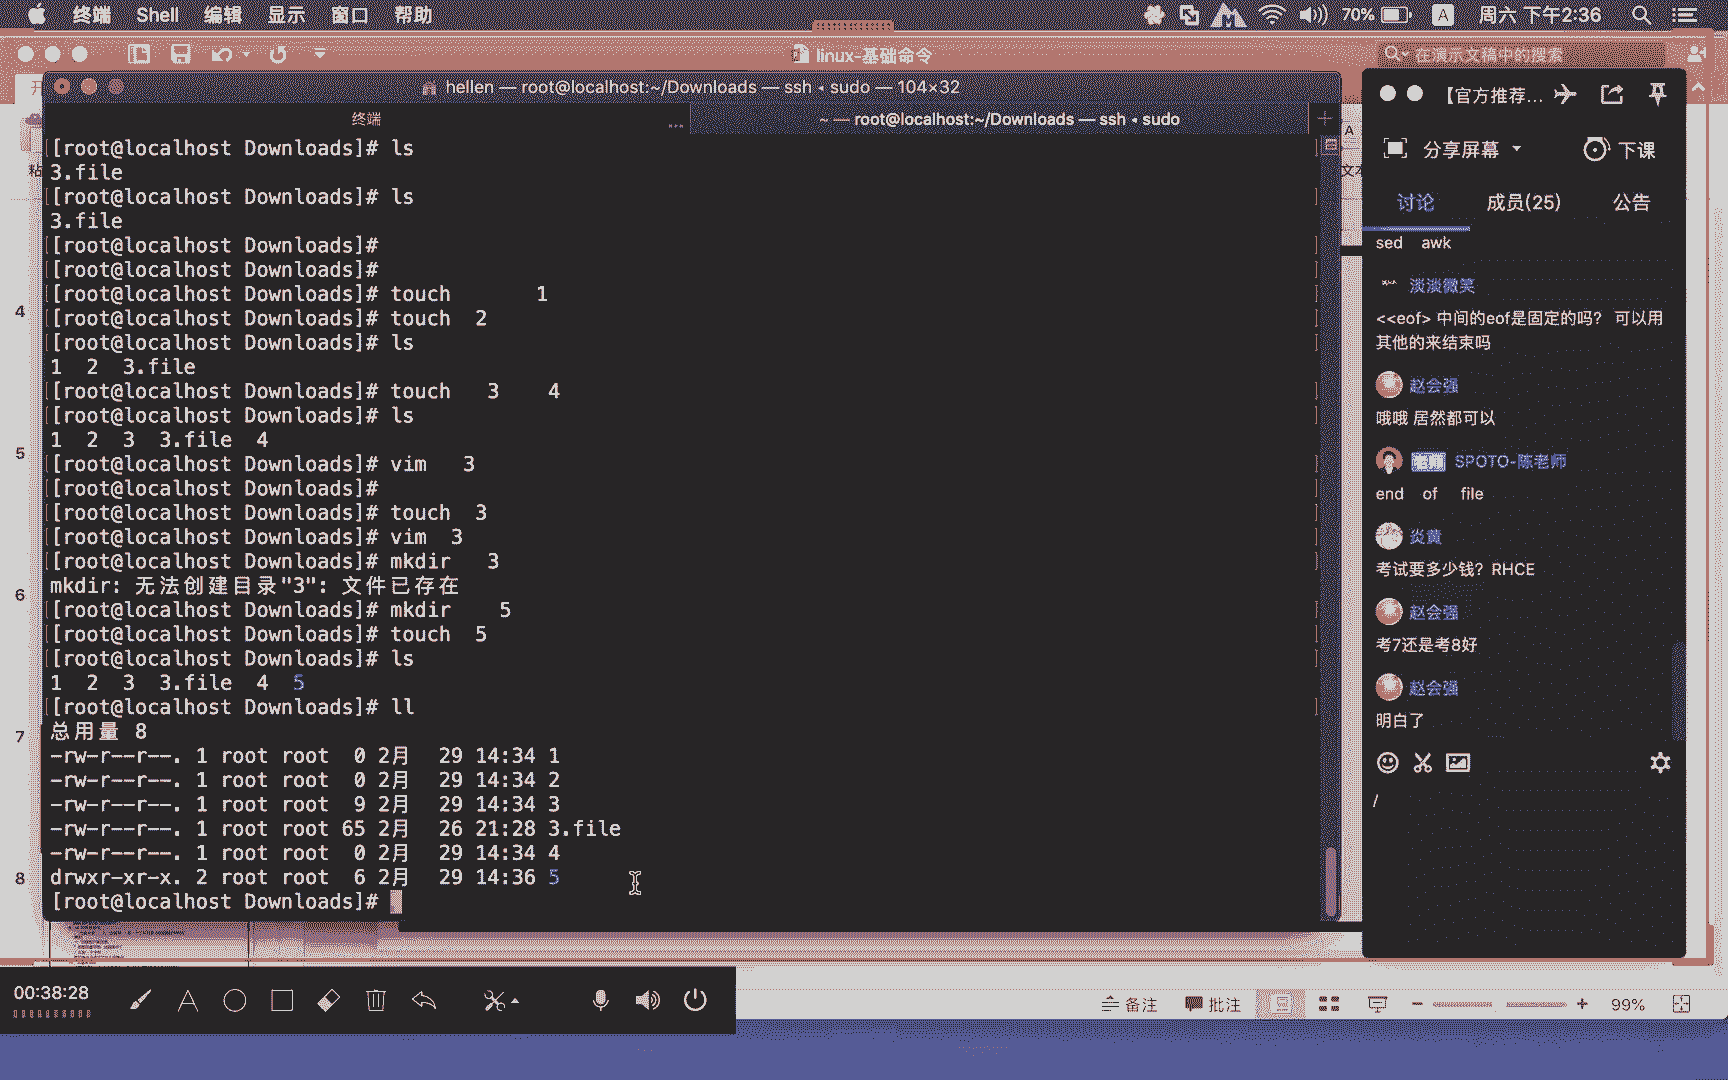 终端 Shell 编辑 显示 窗口 帮助
70% A 周六 下午2:36
linux-基础命令
在演示文稿中的搜索
hellen — root@localhost:~/Downloads — ssh ◂ sudo — 104×32
终端
~ — root@localhost:~/Downloads — ssh ◂ sudo
[root@localhost Downloads]# ls
3.file
[root@localhost Downloads]# ls
3.file
[root@localhost Downloads]#
[root@localhost Downloads]#
[root@localhost Downloads]# touch 1
[root@localhost Downloads]# touch 2
[root@localhost Downloads]# ls
1 2 3.file
[root@localhost Downloads]# touch 3 4
[root@localhost Downloads]# ls
1 2 3 3.file 4
[root@localhost Downloads]# vim 3
[root@localhost Downloads]#
[root@localhost Downloads]# touch 3
[root@localhost Downloads]# vim 3
[root@localhost Downloads]# mkdir 3
mkdir: 无法创建目录"3": 文件已存在
[root@localhost Downloads]# mkdir 5
[root@localhost Downloads]# touch 5
[root@localhost Downloads]# ls
1 2 3 3.file 4 5
[root@localhost Downloads]# ll
总用量 8
-rw-r--r--. 1 root root 0 2月 29 14:34 1
-rw-r--r--. 1 root root 0 2月 29 14:34 2
-rw-r--r--. 1 root root 9 2月 29 14:34 3
-rw-r--r--. 1 root root 65 2月 26 21:28 3.file
-rw-r--r--. 1 root root 0 2月 29 14:34 4
drwxr-xr-x. 2 root root 6 2月 29 14:36 5
[root@localhost Downloads]#
4
5
6
7
8
【官方推荐...
分享屏幕
下课
讨论 成员(25) 公告
sed awk
淡淡微笑
<<eof> 中间的eof是固定的吗？ 可以用
其他的来结束吗
赵会强
哦哦 居然都可以
SPOTO-陈老师
end of file
炎黄
考试要多少钱？RHCE
赵会强
考7还是考8好
赵会强
明白了
/
00:38:28
备注 批注
99%